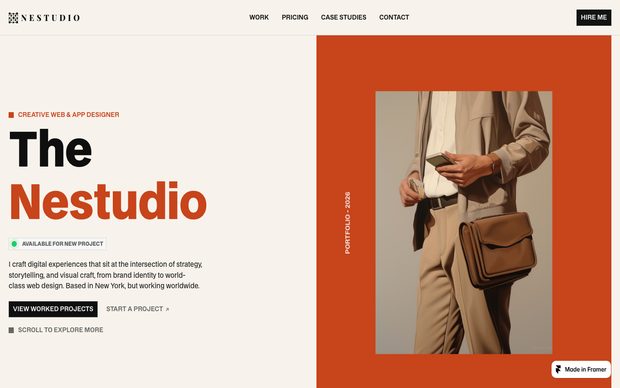 NESTUDIO
WORK PRICING CASE STUDIES CONTACT
HIRE ME
CREATIVE WEB & APP DESIGNER
The
Nestudio
AVAILABLE FOR NEW PROJECT
I craft digital experiences that sit at the intersection of strategy,
storytelling, and visual craft, from brand identity to world-
class web design. Based in New York, but working worldwide.
VIEW WORKED PROJECTS START A PROJECT ↗
SCROLL TO EXPLORE MORE
PORTFOLIO - 2026
Made in Framer